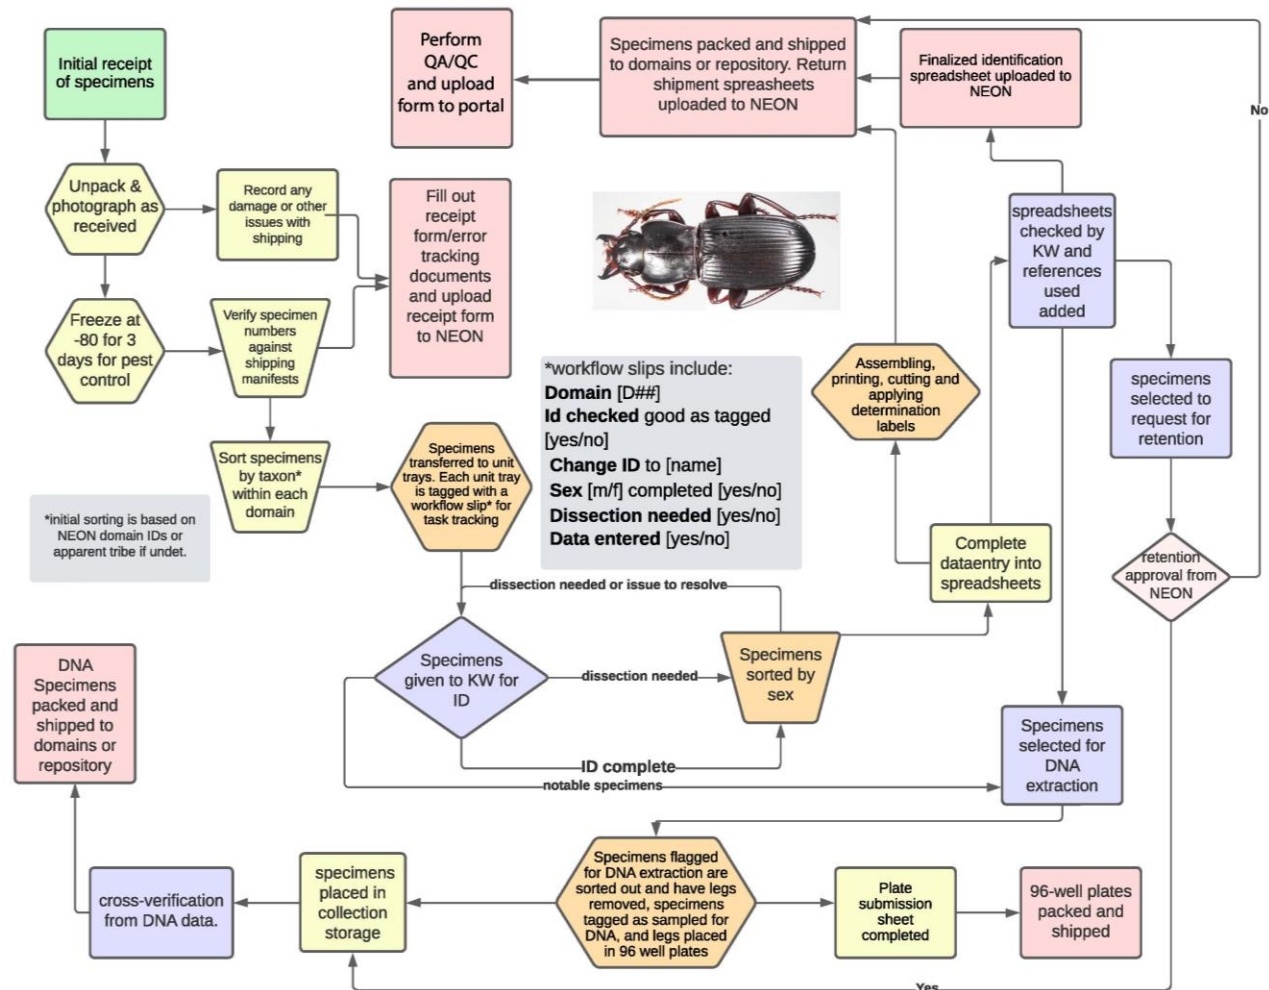 Initial receipt
of specimens
Perform
QA/QC
and upload
form to portal
Specimens packed and shipped
to domains or repository. Return
shipment spreasheets
uploaded to NEON
Finalized identification
spreadsheet uploaded to
NEON
No
Unpack &
photograph as
received
Record any
damage or other
issues with
shipping
Fill out
receipt
form/error
tracking
documents
and upload
receipt form
to NEON
spreadsheets
checked by
KW and
references
used
added
Freeze at
-80 for 3
days for pest
control
Verify specimen
numbers
against
shipping
manifests
*workflow slips include:
Domain [D##]
Id checked good as tagged
[yes/no]
Change ID to [name]
Sex [m/f] completed [yes/no]
Dissection needed [yes/no]
Data entered [yes/no]
Assembling,
printing, cutting and
applying
determination
labels
specimens
selected to
request for
retention
Sort specimens
by taxon*
within each
domain
Specimens
transferred to unit
trays. Each unit tray
is tagged with a
workflow slip* for
task tracking
*initial sorting is based on
NEON domain IDs or
apparent tribe if undet.
Complete
dataentry into
spreadsheets
retention
approval from
NEON
dissection needed or issue to resolve
Specimens
given to KW for
ID
dissection needed
Specimens
sorted by
sex
DNA
Specimens
packed and
shipped to
domains or
repository
Specimens
selected for
DNA
extraction
ID complete
notable specimens
cross-verification
from DNA data.
specimens
placed in
collection
storage
Specimens flagged
for DNA extraction are
sorted out and have legs
removed, specimens
tagged as sampled for
DNA, and legs placed
in 96 well plates
Plate
submission
sheet
completed
96-well plates
packed and
shipped
Yes